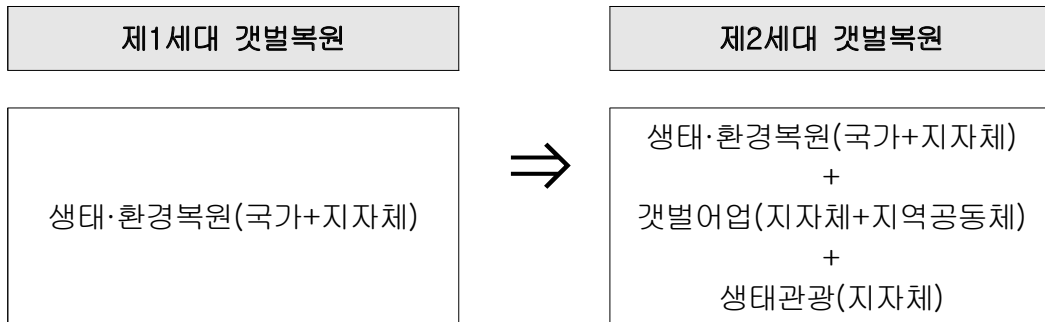 제1세대 갯벌복원
생태·환경복원(국가+지자체)
⇒
제2세대 갯벌복원
생태·환경복원(국가+지자체)
+
갯벌어업(지자체+지역공동체)
+
생태관광(지자체)